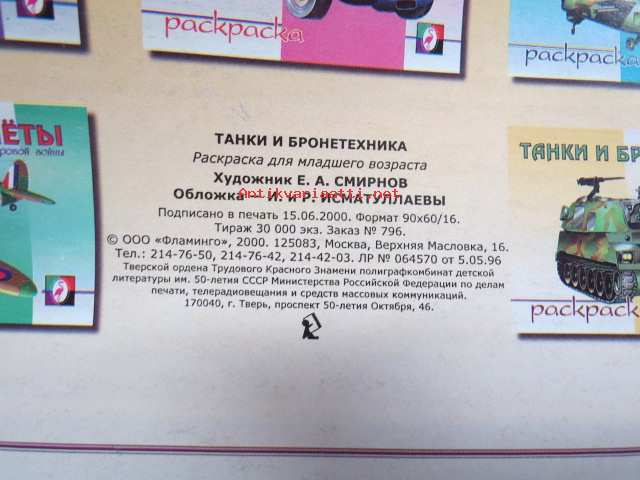 раскраска
раскраска
ЁТЫ
ровой войны
ТАНКИ И БРОНЕТЕХНИКА
Раскраска для младшего возраста
Художник Е. А. СМИРНОВ
Обложка — И. и Р. ИСМАТУЛЛАЕВЫ
Antikvariaatti.net
Подписано в печать 15.06.2000. Формат 90х60/16.
Тираж 30 000 экз. Заказ № 796.
© ООО «Фламинго», 2000. 125083, Москва, Верхняя Масловка, 16.
Тел.: 214-76-50, 214-76-42, 214-42-03. ЛР № 064570 от 5.05.96
Тверской ордена Трудового Красного Знамени полиграфкомбинат детской
литературы им. 50-летия СССР Министерства Российской Федерации по делам
печати, телерадиовещания и средств массовых коммуникаций.
170040, г. Тверь, проспект 50-летия Октября, 46.
ТАНКИ И БР
раскраска